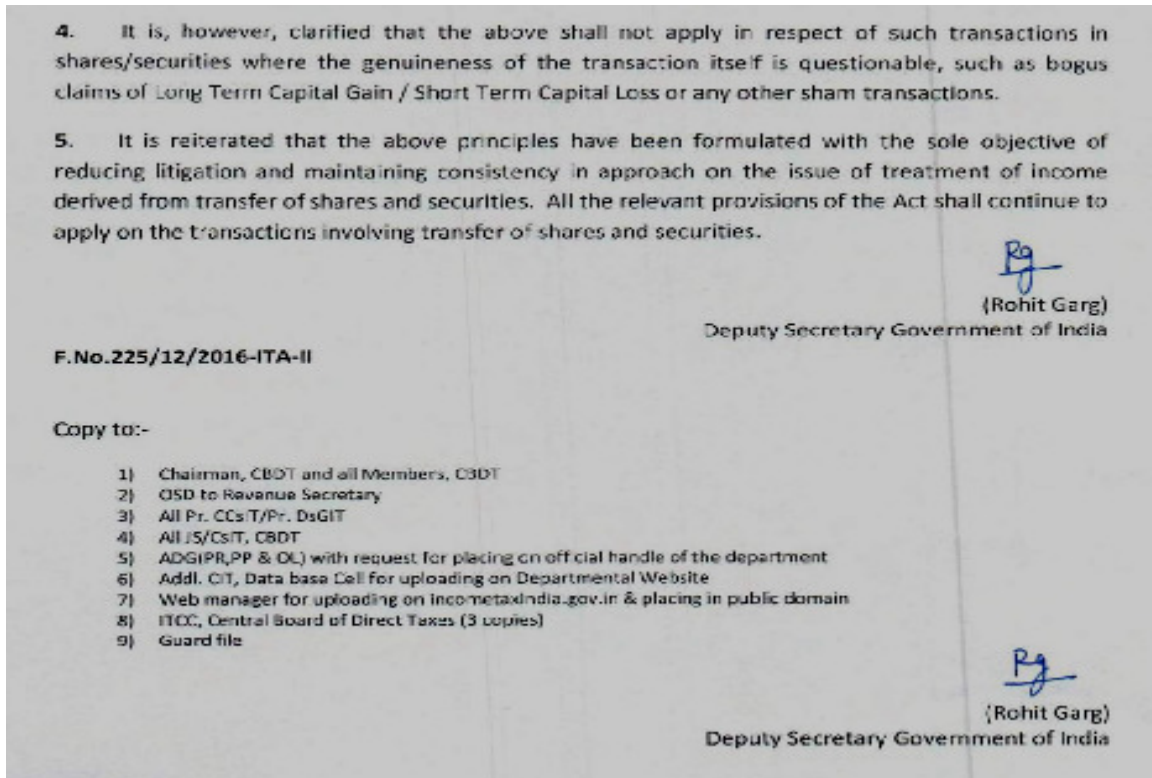 4. It is, however, clarified that the above shall not apply in respect of such transactions in
shares/securities where the genuineness of the transaction itself is questionable, such as bogus
claims of Long Term Capital Gain / Short Term Capital Loss or any other sham transactions.
5. It is reiterated that the above principles have been formulated with the sole objective of
reducing litigation and maintaining consistency in approach on the issue of treatment of income
derived from transfer of shares and securities. All the relevant provisions of the Act shall continue to
apply on the transactions involving transfer of shares and securities.
Rg
(Rohit Garg)
Deputy Secretary Government of India
F.No.225/12/2016-ITA-II
Copy to:-
1) Chairman, CBDT and all Members, CBDT
2) OSD to Revenue Secretary
3) All Pr. CCsIT/Pr. DsGIT
4) All JS/CsIT, CBDT
5) ADG(PR,PP & OL) with request for placing on official handle of the department
6) Addl. CIT, Data base Cell for uploading on Departmental Website
7) Web manager for uploading on incometaxindia.gov.in & placing in public domain
8) ITCC, Central Board of Direct Taxes (3 copies)
9) Guard file
Rg
(Rohit Garg)
Deputy Secretary Government of India